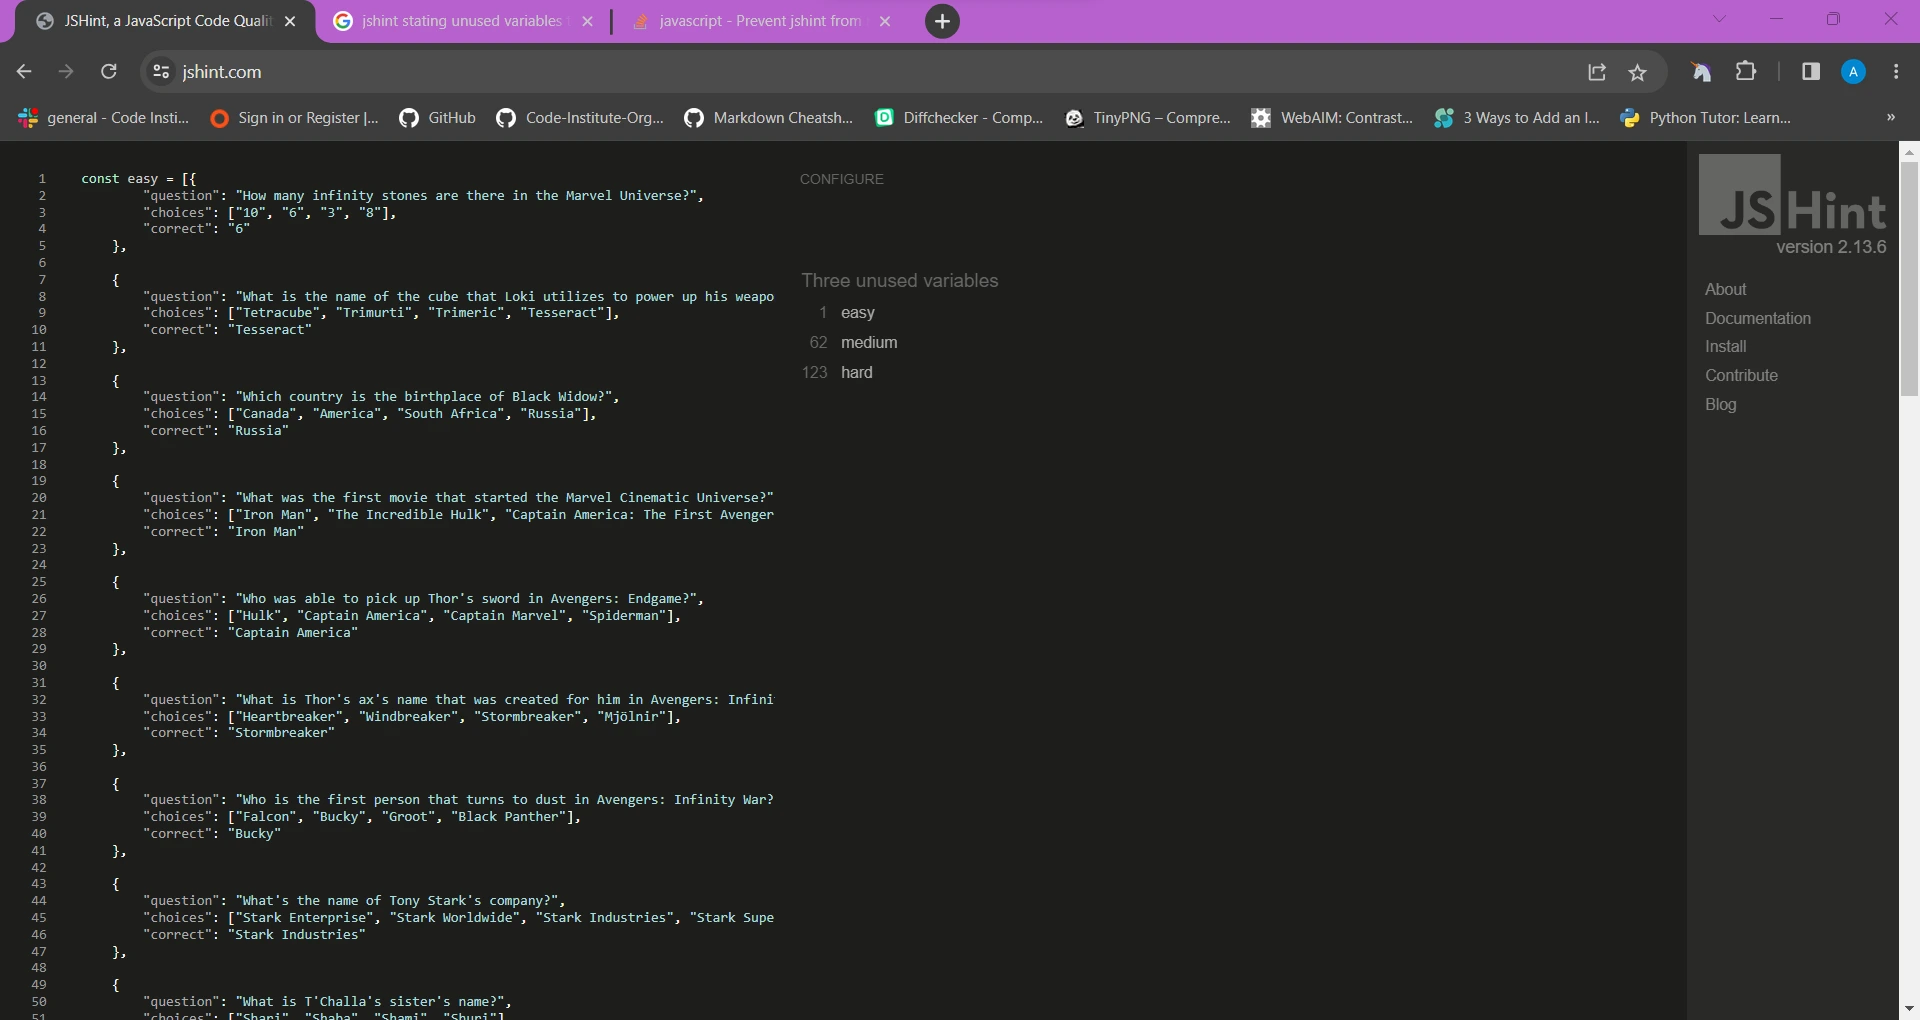 JSHint, a JavaScript Code Quali
jshint stating unused variables
javascript - Prevent jshint from
jshint.com
A
general - Code Insti...
Sign in or Register |...
GitHub
Code-Institute-Org...
Markdown Cheatsh...
Diffchecker - Comp...
TinyPNG – Compre...
WebAIM: Contrast...
3 Ways to Add an I...
Python Tutor: Learn...
»
1 const easy = [{
2 "question": "How many infinity stones are there in the Marvel Universe?",
3 "choices": ["10", "6", "3", "8"],
4 "correct": "6"
5 },
6
7 {
8 "question": "What is the name of the cube that Loki utilizes to power up his weapo
9 "choices": ["Tetracube", "Trimurti", "Trimeric", "Tesseract"],
10 "correct": "Tesseract"
11 },
12
13 {
14 "question": "Which country is the birthplace of Black Widow?",
15 "choices": ["Canada", "America", "South Africa", "Russia"],
16 "correct": "Russia"
17 },
18
19 {
20 "question": "What was the first movie that started the Marvel Cinematic Universe?"
21 "choices": ["Iron Man", "The Incredible Hulk", "Captain America: The First Avenger
22 "correct": "Iron Man"
23 },
24
25 {
26 "question": "Who was able to pick up Thor's sword in Avengers: Endgame?",
27 "choices": ["Hulk", "Captain America", "Captain Marvel", "Spiderman"],
28 "correct": "Captain America"
29 },
30
31 {
32 "question": "What is Thor's ax's name that was created for him in Avengers: Infini
33 "choices": ["Heartbreaker", "Windbreaker", "Stormbreaker", "Mjölnir"],
34 "correct": "Stormbreaker"
35 },
36
37 {
38 "question": "Who is the first person that turns to dust in Avengers: Infinity War?
39 "choices": ["Falcon", "Bucky", "Groot", "Black Panther"],
40 "correct": "Bucky"
41 },
42
43 {
44 "question": "What's the name of Tony Stark's company?",
45 "choices": ["Stark Enterprise", "Stark Worldwide", "Stark Industries", "Stark Supe
46 "correct": "Stark Industries"
47 },
48
49 {
50 "question": "What is T'Challa's sister's name?",
51 "choices": ["Shari", "Shaba", "Shami", "Shuri"]
CONFIGURE
Three unused variables
1 easy
62 medium
123 hard
JSHint
version 2.13.6
About
Documentation
Install
Contribute
Blog